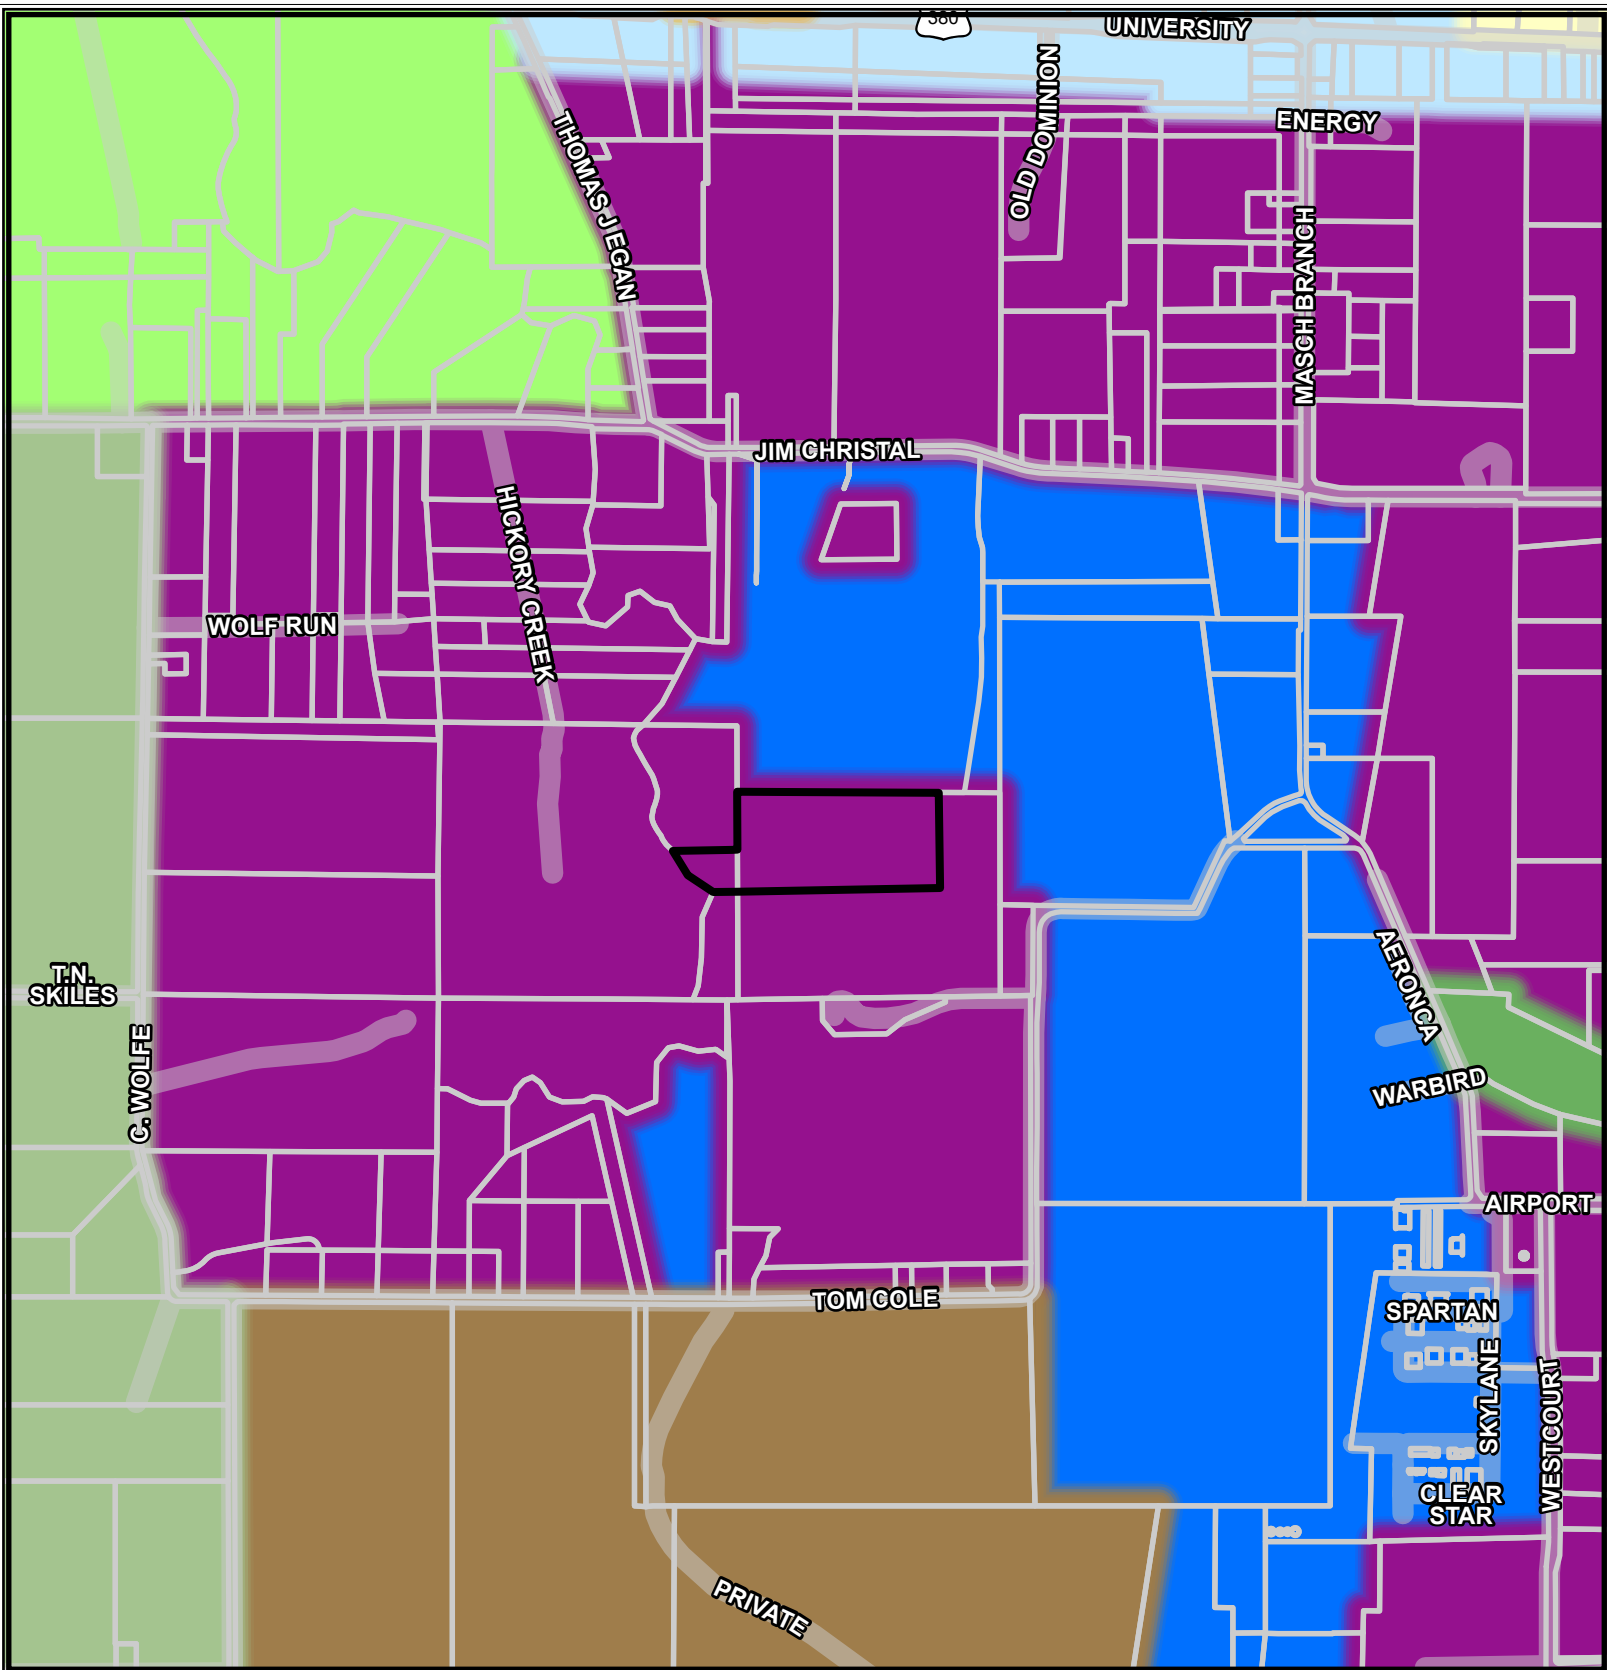 380
UNIVERSITY
OLD DOMINION
ENERGY
THOMAS J EGAN
MASCH BRANCH
JIM CHRISTAL
HICKORY CREEK
WOLF RUN
T.N.
SKILES
AERONCA
C. WOLFE
WARBIRD
AIRPORT
TOM COLE
SPARTAN
SKYLANE
WESTCOURT
CLEAR
STAR
PRIVATE